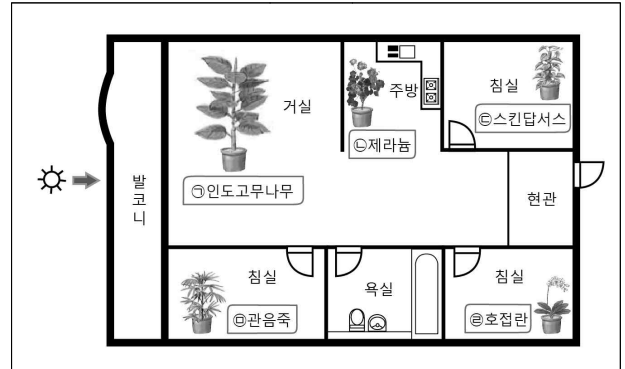 거실
주방
침실
㉡제라늄
㉢스킨답서스
㉠인도고무나무
발코니
현관
침실
욕실
침실
㉤관음죽
㉣호접란